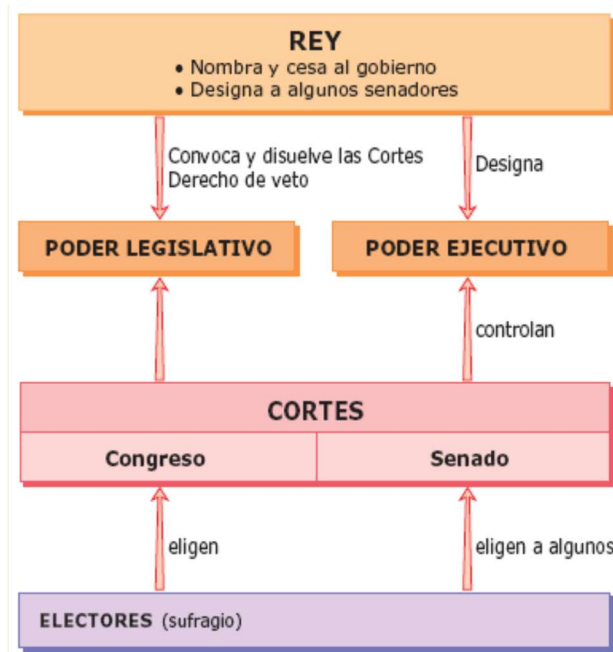 REY
• Nombra y cesa al gobierno
• Designa a algunos senadores
Convoca y disuelve las Cortes
Derecho de veto
Designa
PODER LEGISLATIVO
PODER EJECUTIVO
controlan
CORTES
Congreso
Senado
eligen
eligen a algunos
ELECTORES (sufragio)